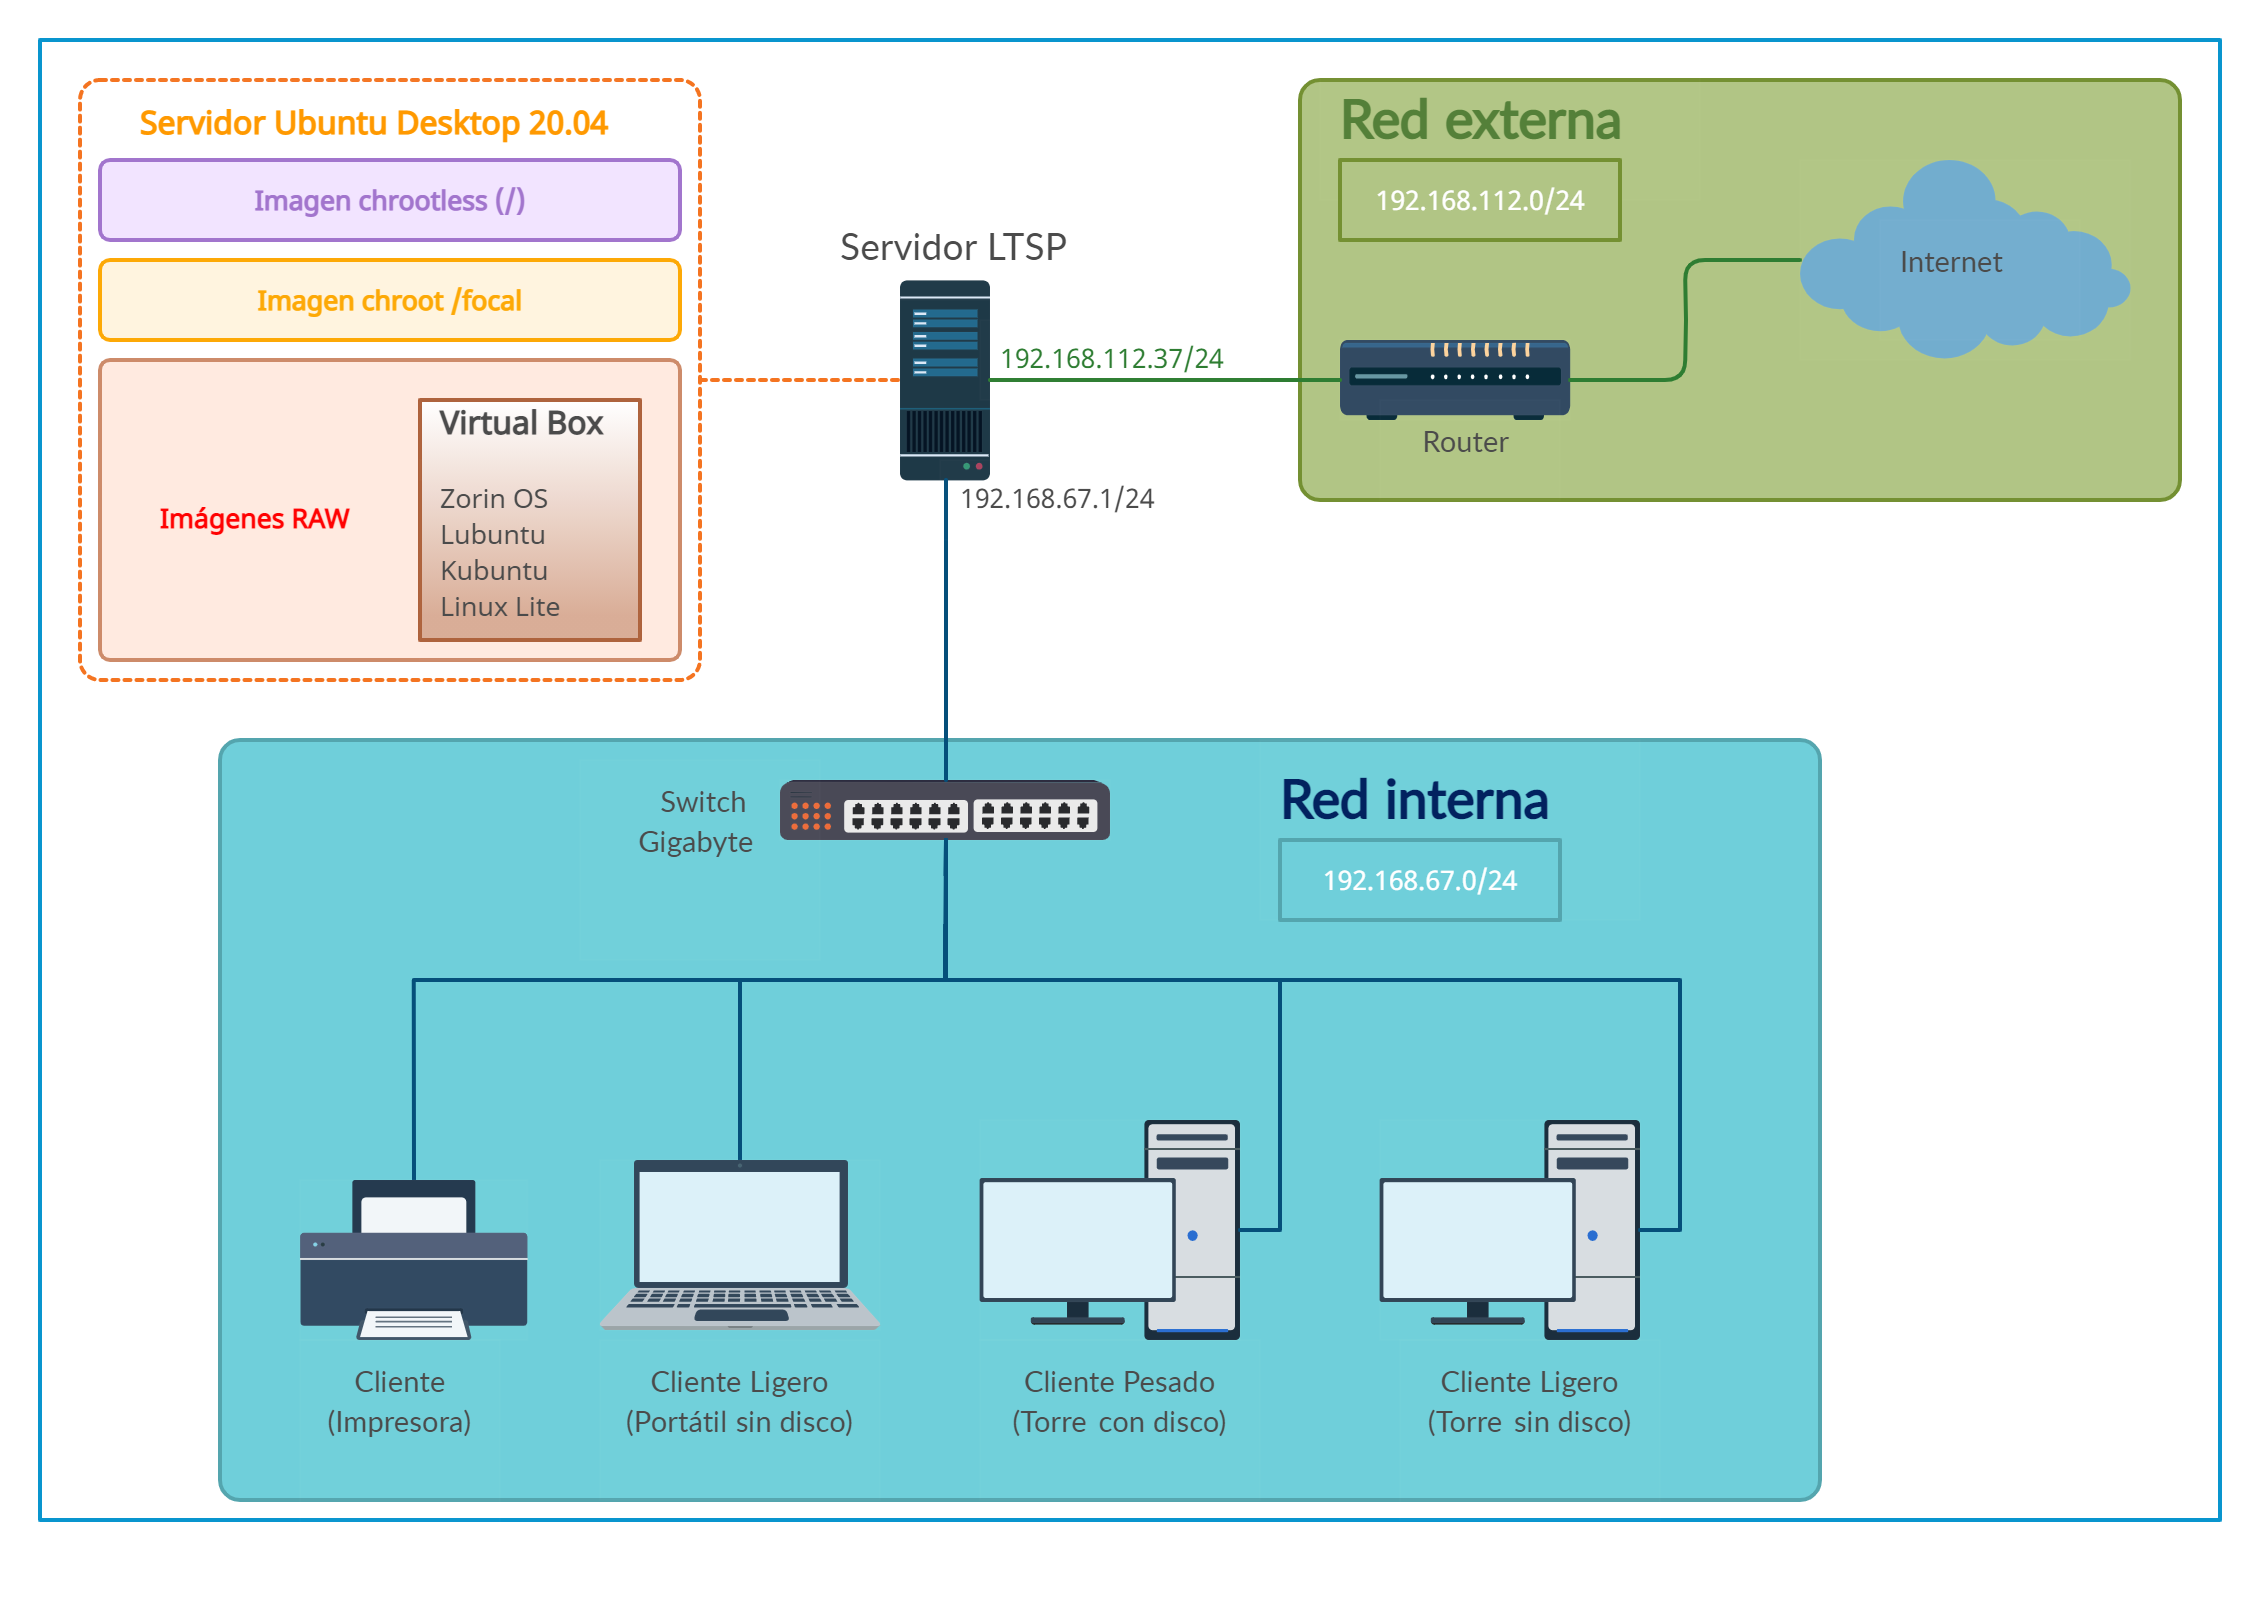 Servidor Ubuntu Desktop 20.04
Imagen chrootless (/)
Imagen chroot /focal
Imágenes RAW
Virtual Box
Zorin OS
Lubuntu
Kubuntu
Linux Lite
Servidor LTSP
192.168.112.37/24
192.168.67.1/24
Red externa
192.168.112.0/24
Internet
Router
Switch
Gigabyte
Red interna
192.168.67.0/24
Cliente
(Impresora)
Cliente Ligero
(Portátil sin disco)
Cliente Pesado
(Torre con disco)
Cliente Ligero
(Torre sin disco)